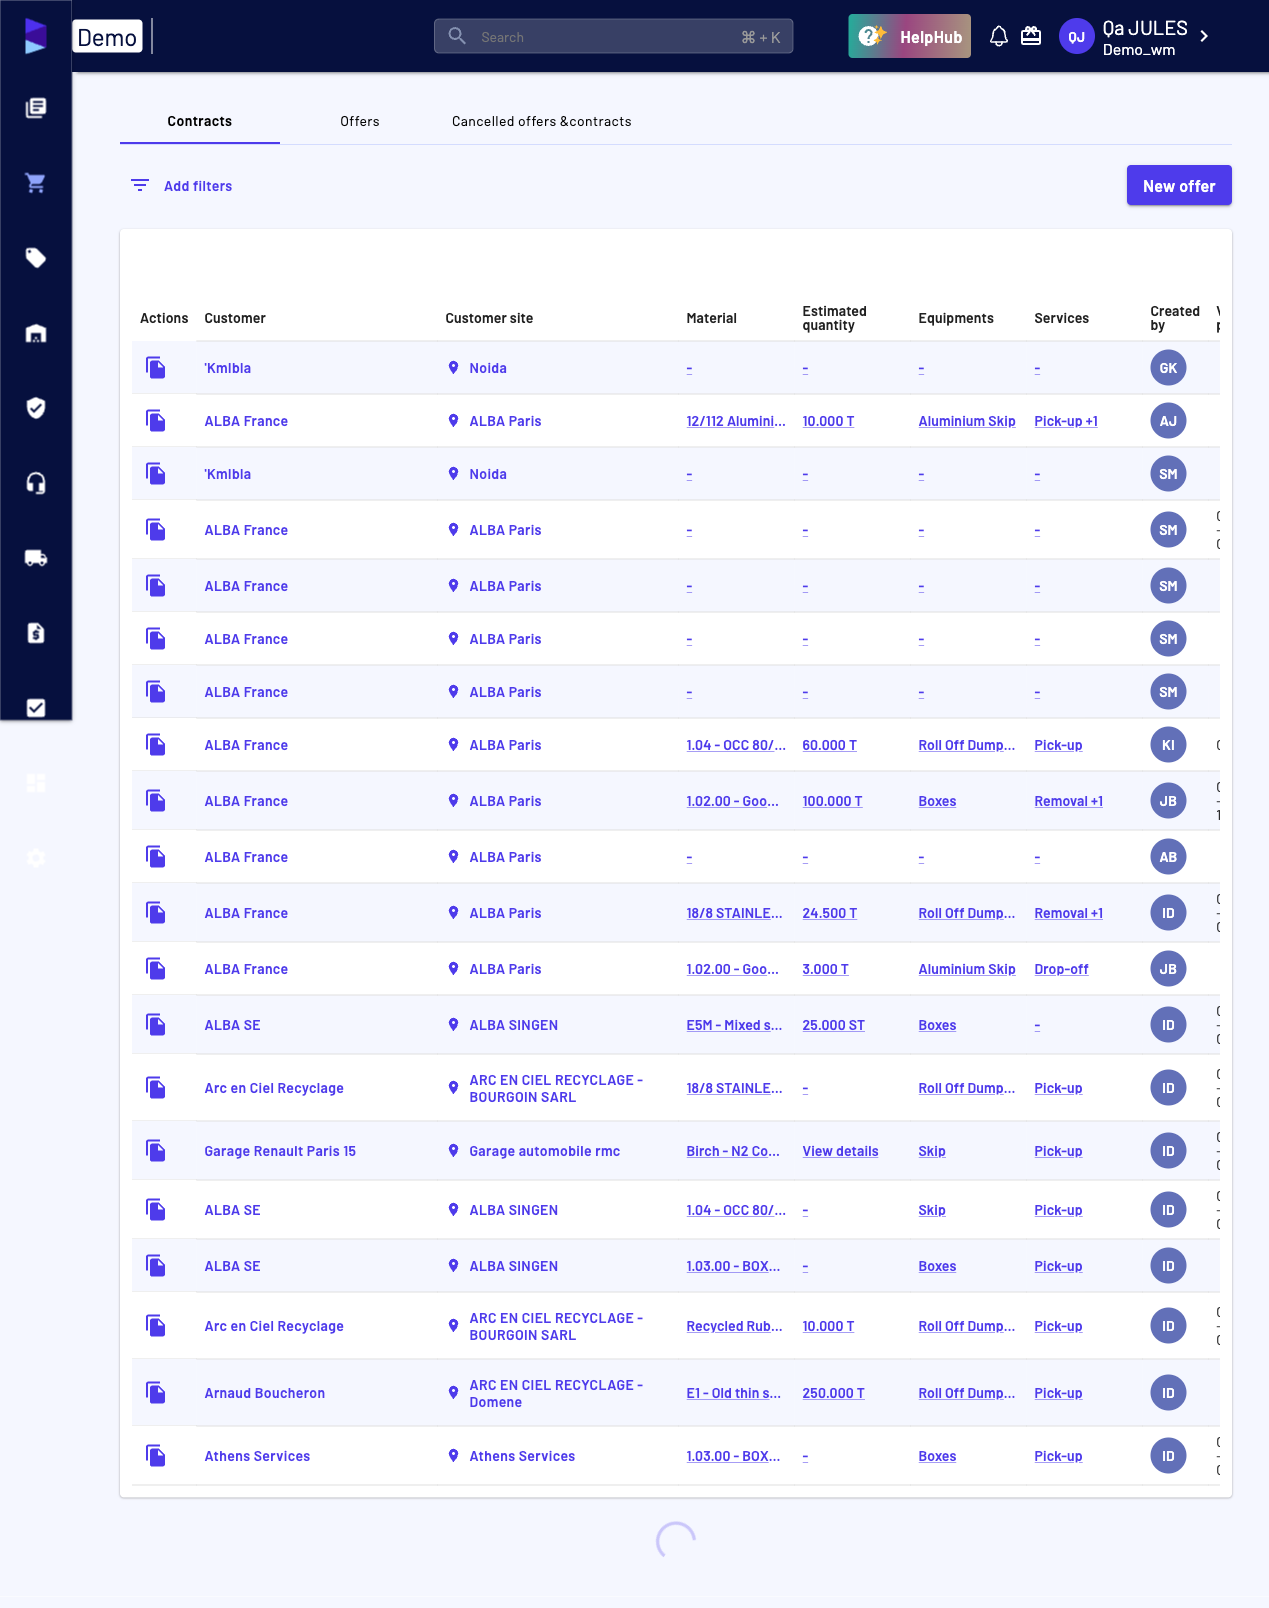 Demo
Search
⌘ + K
HelpHub
QJ
Qa JULES
Demo_wm
Contracts
Offers
Cancelled offers &contracts
Add filters
New offer
Actions Customer Customer site Material Estimated quantity Equipments Services Created by
'Kmlbla Noida - - - - GK
ALBA France ALBA Paris 12/112 Alumini... 10.000 T Aluminium Skip Pick-up +1 AJ
'Kmlbla Noida - - - - SM
ALBA France ALBA Paris - - - - SM
ALBA France ALBA Paris - - - - SM
ALBA France ALBA Paris - - - - SM
ALBA France ALBA Paris - - - - SM
ALBA France ALBA Paris 1.04 - OCC 80/... 60.000 T Roll Off Dump... Pick-up KI
ALBA France ALBA Paris 1.02.00 - Goo... 100.000 T Boxes Removal +1 JB
ALBA France ALBA Paris - - - - AB
ALBA France ALBA Paris 18/8 STAINLE... 24.500 T Roll Off Dump... Removal +1 ID
ALBA France ALBA Paris 1.02.00 - Goo... 3.000 T Aluminium Skip Drop-off JB
ALBA SE ALBA SINGEN E5M - Mixed s... 25.000 ST Boxes - ID
Arc en Ciel Recyclage ARC EN CIEL RECYCLAGE - BOURGOIN SARL 18/8 STAINLE... - Roll Off Dump... Pick-up ID
Garage Renault Paris 15 Garage automobile rmc Birch - N2 Co... View details Skip Pick-up ID
ALBA SE ALBA SINGEN 1.04 - OCC 80/... - Skip Pick-up ID
ALBA SE ALBA SINGEN 1.03.00 - BOX... - Boxes Pick-up ID
Arc en Ciel Recyclage ARC EN CIEL RECYCLAGE - BOURGOIN SARL Recycled Rub... 10.000 T Roll Off Dump... Pick-up ID
Arnaud Boucheron ARC EN CIEL RECYCLAGE - Domene E1 - Old thin s... 250.000 T Roll Off Dump... Pick-up ID
Athens Services Athens Services 1.03.00 - BOX... - Boxes Pick-up ID